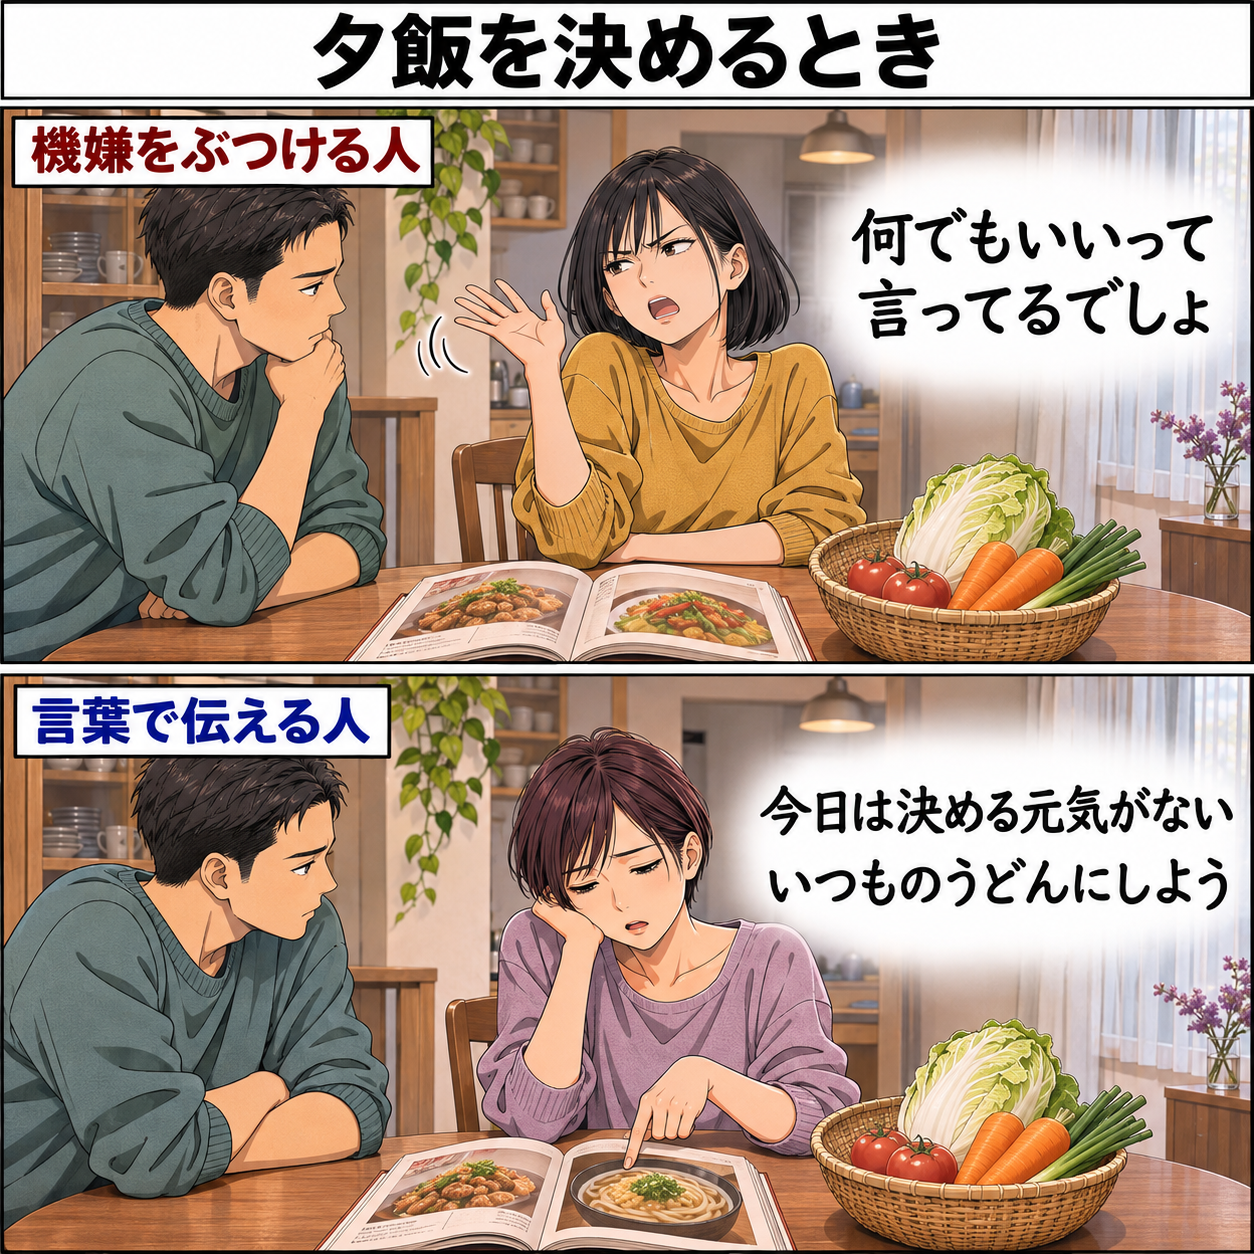 夕飯を決めるとき
機嫌をぶつける人
何でもいいって
言ってるでしょ
言葉で伝える人
今日は決める元気がない
いつものうどんにしよう